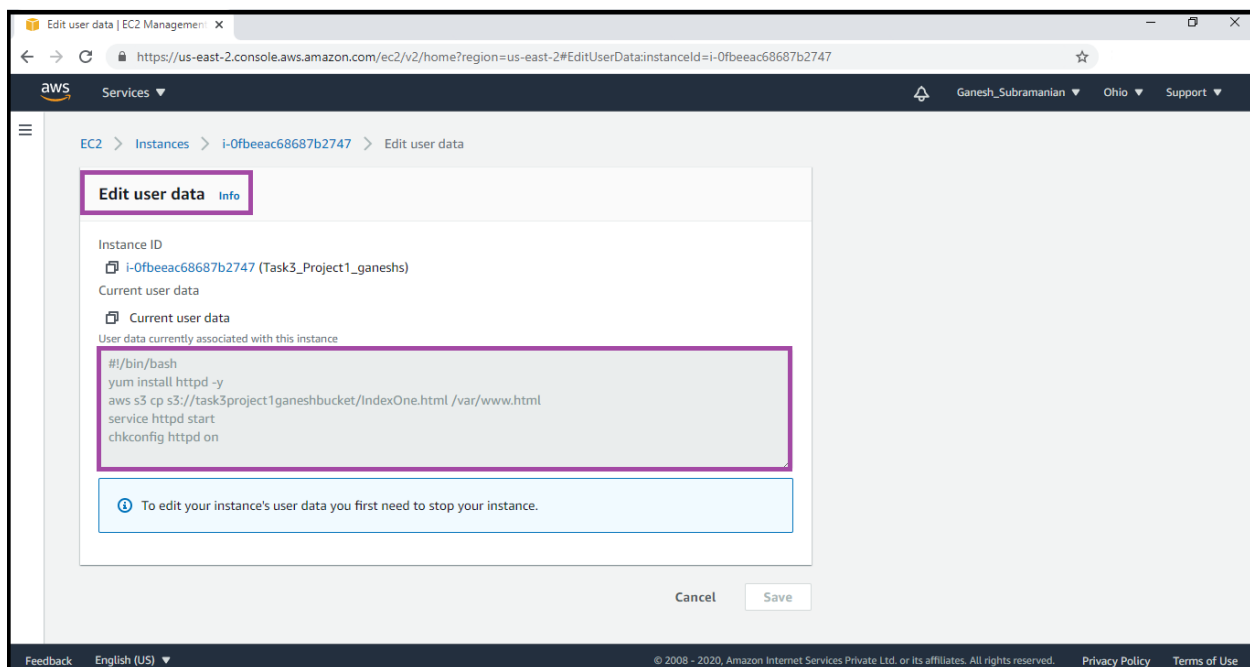 Edit user data | EC2 Management
https://us-east-2.console.aws.amazon.com/ec2/v2/home?region=us-east-2#EditUserData:instanceId=i-0fbeeac68687b2747
aws Services Ganesh_Subramanian Ohio Support
EC2 > Instances > i-0fbeeac68687b2747 > Edit user data
Edit user data Info
Instance ID
i-0fbeeac68687b2747 (Task3_Project1_ganeshs)
Current user data
Current user data
User data currently associated with this instance
#!/bin/bash
yum install httpd -y
aws s3 cp s3://task3project1ganeshbucket/IndexOne.html /var/www.html
service httpd start
chkconfig httpd on
To edit your instance's user data you first need to stop your instance.
Cancel Save
Feedback English (US) © 2008 - 2020, Amazon Internet Services Private Ltd. or its affiliates. All rights reserved. Privacy Policy Terms of Use